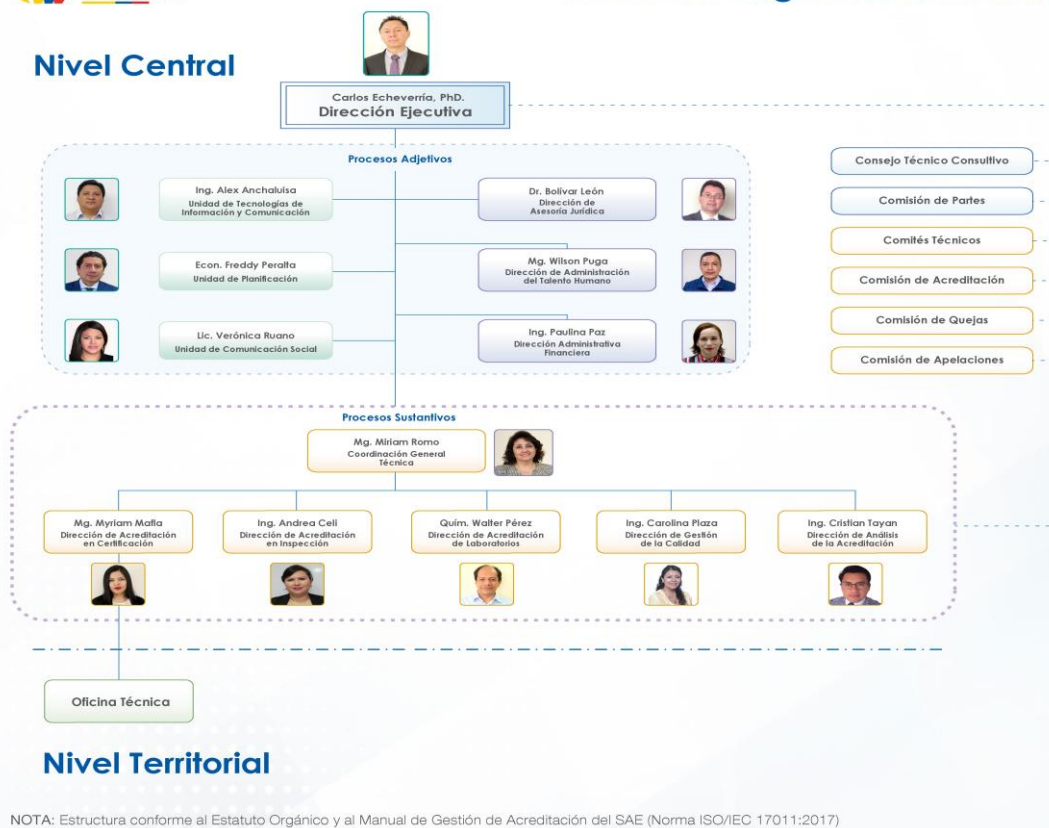 Nivel Central
Carlos Echeverría, PhD.
Dirección Ejecutiva
Procesos Adjetivos
Ing. Alex Anchaluisa
Unidad de Tecnologías de
Información y Comunicación
Dr. Bolívar León
Dirección de
Asesoría Jurídica
Econ. Freddy Peralta
Unidad de Planificación
Mg. Wilson Puga
Dirección de Administración
del Talento Humano
Lic. Verónica Ruano
Unidad de Comunicación Social
Ing. Paulina Paz
Dirección Administrativa
Financiera
Consejo Técnico Consultivo
Comisión de Partes
Comités Técnicos
Comisión de Acreditación
Comisión de Quejas
Comisión de Apelaciones
Procesos Sustantivos
Mg. Miriam Romo
Coordinación General
Técnica
Mg. Myriam Mafla
Dirección de Acreditación
en Certificación
Ing. Andrea Celi
Dirección de Acreditación
en Inspección
Quím. Walter Pérez
Dirección de Acreditación
de Laboratorios
Ing. Carolina Plaza
Dirección de Gestión
de la Calidad
Ing. Cristian Tayan
Dirección de Análisis
de la Acreditación
Oficina Técnica
Nivel Territorial
NOTA: Estructura conforme al Estatuto Orgánico y al Manual de Gestión de Acreditación del SAE (Norma ISO/IEC 17011:2017)